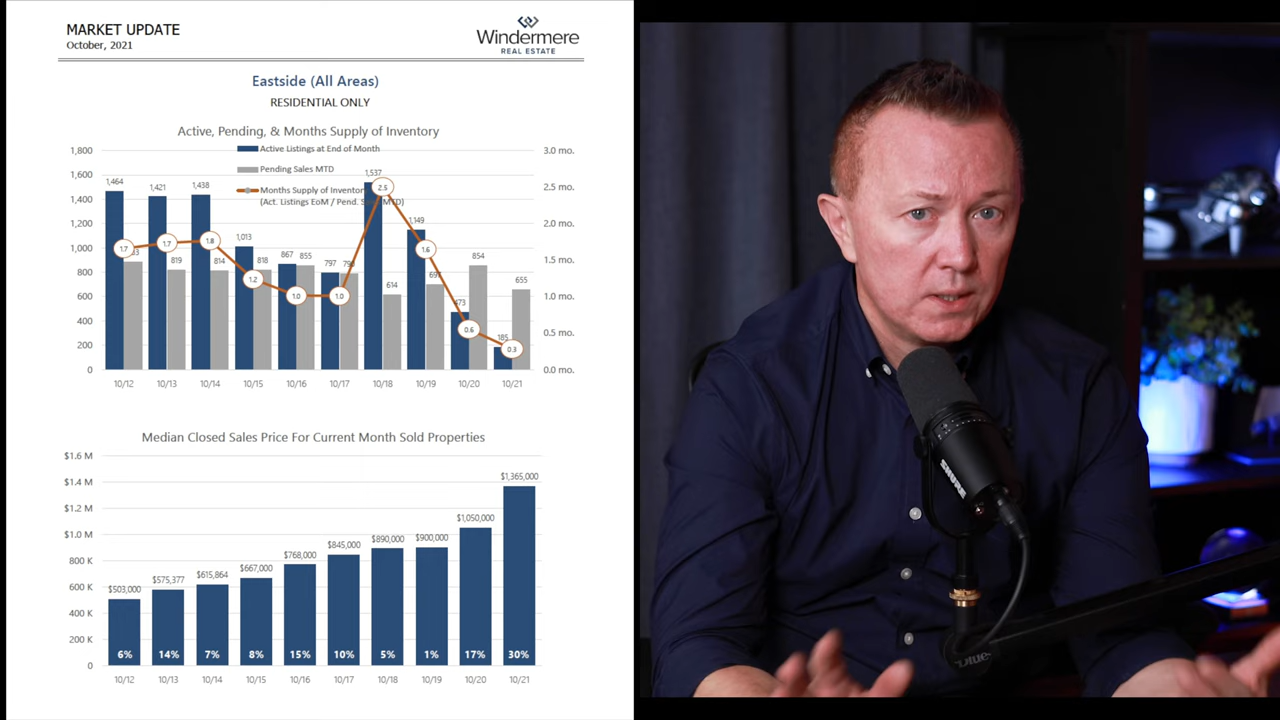 MARKET UPDATE
October, 2021
Windermere
REAL ESTATE
Eastside (All Areas)
RESIDENTIAL ONLY
Active, Pending, & Months Supply of Inventory
Active Listings at End of Month
Pending Sales MTD
Months Supply of Inventory
(Act. Listings EoM / Pend. Sales MTD)
1,800
1,600
1,400
1,200
1,000
800
600
400
200
0
3.0 mo.
2.5 mo.
2.0 mo.
1.5 mo.
1.0 mo.
0.5 mo.
0.0 mo.
1,464
1,421
1,438
1,013
867
797
1,537
1,149
473
185
819
814
818
855
614
697
854
655
1.7
1.7
1.8
1.2
1.0
1.0
2.5
1.6
0.6
0.3
10/12 10/13 10/14 10/15 10/16 10/17 10/18 10/19 10/20 10/21
Median Closed Sales Price For Current Month Sold Properties
$1.6 M
$1.4 M
$1.2 M
$1.0 M
$800 K
$600 K
$400 K
$200 K
$0
$503,000
$575,377
$615,864
$667,000
$768,000
$845,000
$890,000
$900,000
$1,050,000
$1,365,000
6% 14% 7% 8% 15% 10% 5% 1% 17% 30%
10/12 10/13 10/14 10/15 10/16 10/17 10/18 10/19 10/20 10/21
SHURE
blue